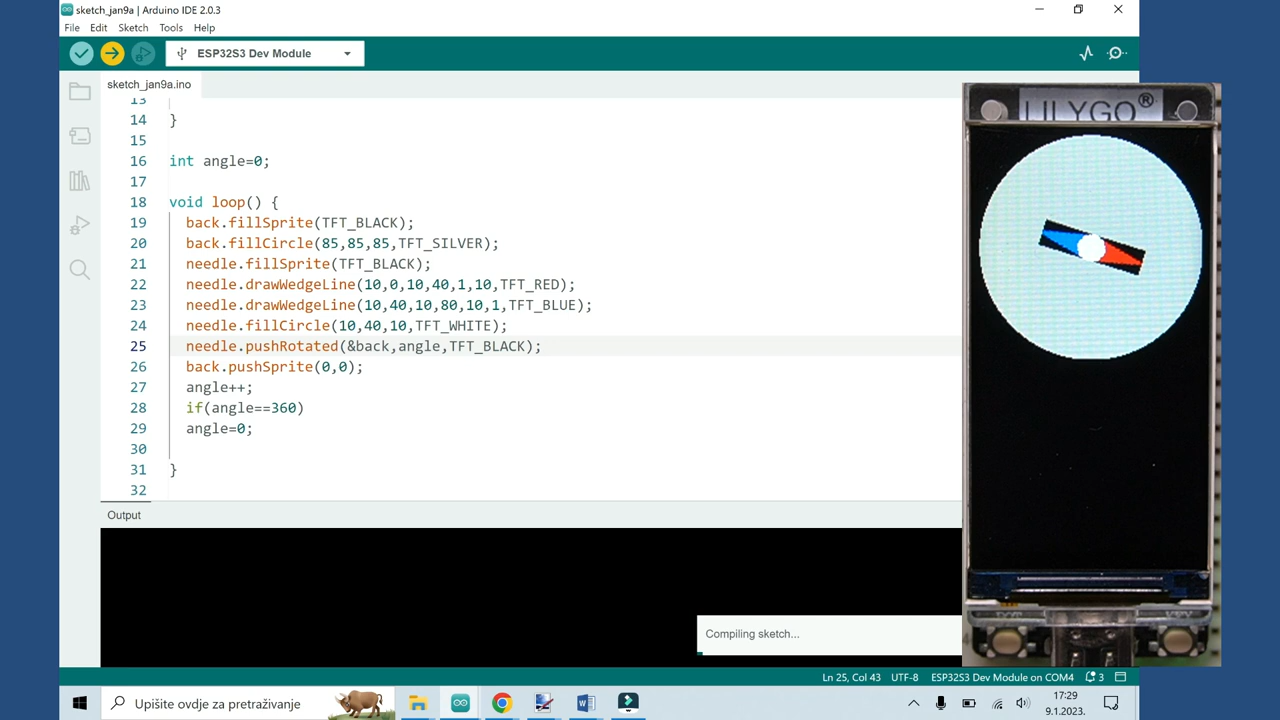 sketch_jan9a | Arduino IDE 2.0.3
File Edit Sketch Tools Help
ESP32S3 Dev Module
sketch_jan9a.ino
13
14 }
15
16 int angle=0;
17
18 void loop() {
19 back.fillSprite(TFT_BLACK);
20 back.fillCircle(85,85,85,TFT_SILVER);
21 needle.fillSprite(TFT_BLACK);
22 needle.drawWedgeLine(10,0,10,40,1,10,TFT_RED);
23 needle.drawWedgeLine(10,40,10,80,10,1,TFT_BLUE);
24 needle.fillCircle(10,40,10,TFT_WHITE);
25 needle.pushRotated(&back,angle,TFT_BLACK);
26 back.pushSprite(0,0);
27 angle++;
28 if(angle==360)
29 angle=0;
30
31 }
32
Output
Compiling sketch...
LILYGO®
Ln 25, Col 43 UTF-8 ESP32S3 Dev Module on COM4 3
Upišite ovdje za pretraživanje
17:29
9.1.2023.